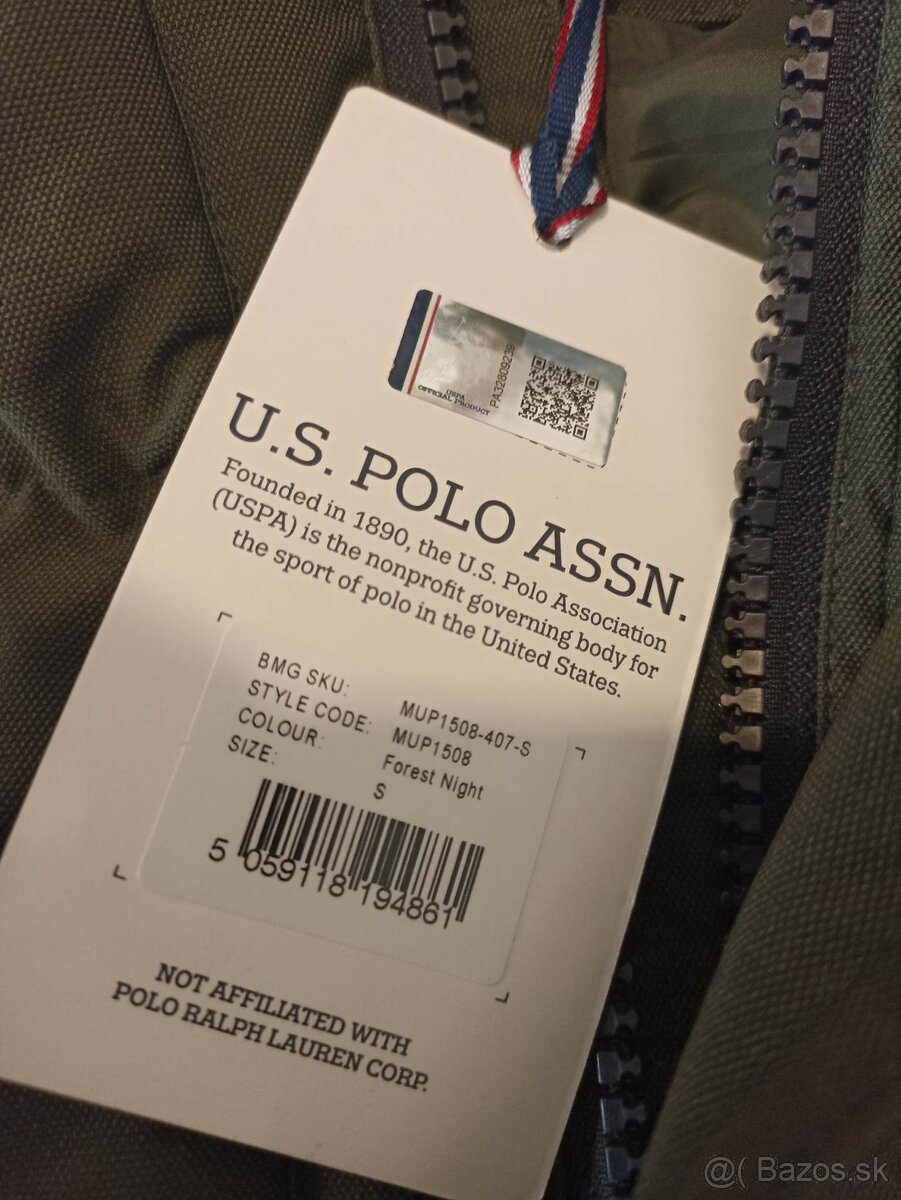 USPA
OFFICIAL PRODUCT
PA32809239
U.S. POLO ASSN.
Founded in 1890, the U.S. Polo Association
(USPA) is the nonprofit governing body for
the sport of polo in the United States.
BMG SKU: MUP1508-407-S
STYLE CODE: MUP1508
COLOUR: Forest Night
SIZE: S
5 059118 194861
NOT AFFILIATED WITH
POLO RALPH LAUREN CORP.
@( Bazos.sk